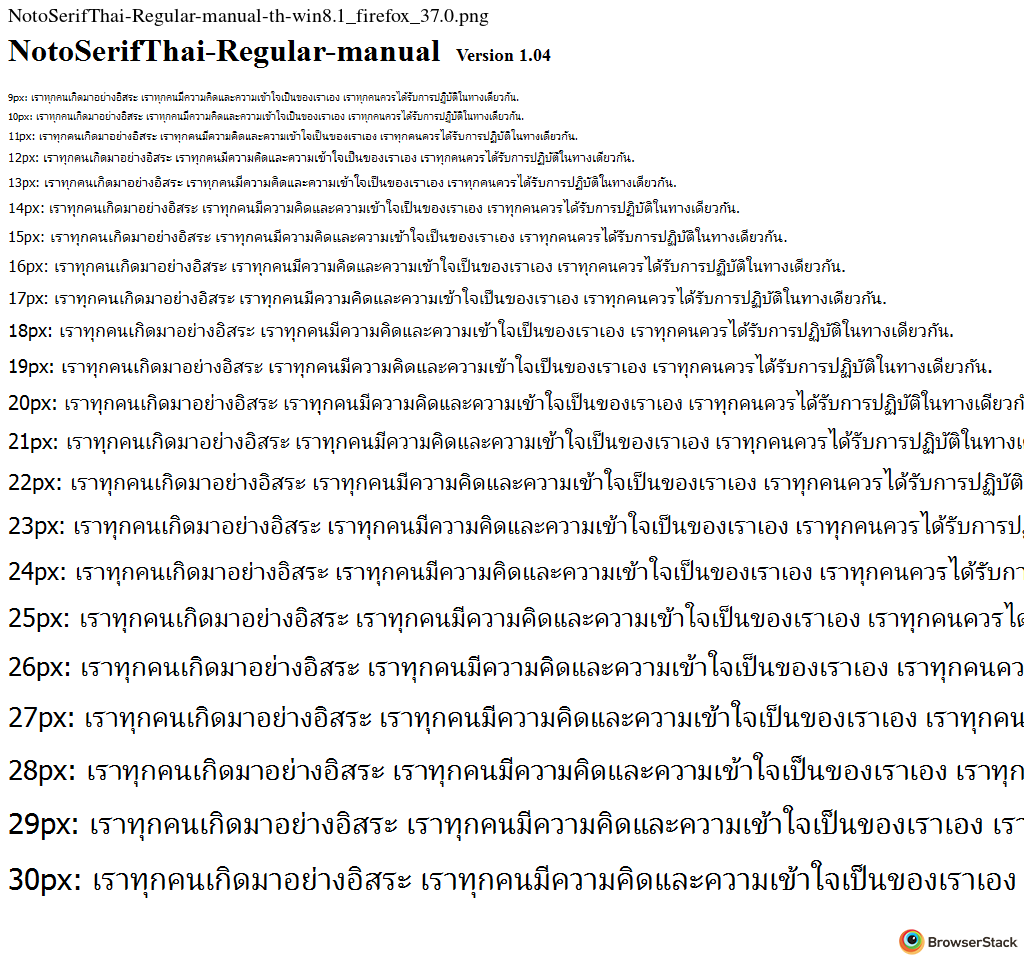 NotoSerifThai-Regular-manual-th-win8.1_firefox_37.0.png
NotoSerifThai-Regular-manual Version 1.04
9px: เราทุกคนเกิดมาอย่างอิสระ เราทุกคนมีความคิดและความเข้าใจเป็นของเราเอง เราทุกคนควรได้รับการปฏิบัติในทางเดียวกัน.
10px: เราทุกคนเกิดมาอย่างอิสระ เราทุกคนมีความคิดและความเข้าใจเป็นของเราเอง เราทุกคนควรได้รับการปฏิบัติในทางเดียวกัน.
11px: เราทุกคนเกิดมาอย่างอิสระ เราทุกคนมีความคิดและความเข้าใจเป็นของเราเอง เราทุกคนควรได้รับการปฏิบัติในทางเดียวกัน.
12px: เราทุกคนเกิดมาอย่างอิสระ เราทุกคนมีความคิดและความเข้าใจเป็นของเราเอง เราทุกคนควรได้รับการปฏิบัติในทางเดียวกัน.
13px: เราทุกคนเกิดมาอย่างอิสระ เราทุกคนมีความคิดและความเข้าใจเป็นของเราเอง เราทุกคนควรได้รับการปฏิบัติในทางเดียวกัน.
14px: เราทุกคนเกิดมาอย่างอิสระ เราทุกคนมีความคิดและความเข้าใจเป็นของเราเอง เราทุกคนควรได้รับการปฏิบัติในทางเดียวกัน.
15px: เราทุกคนเกิดมาอย่างอิสระ เราทุกคนมีความคิดและความเข้าใจเป็นของเราเอง เราทุกคนควรได้รับการปฏิบัติในทางเดียวกัน.
16px: เราทุกคนเกิดมาอย่างอิสระ เราทุกคนมีความคิดและความเข้าใจเป็นของเราเอง เราทุกคนควรได้รับการปฏิบัติในทางเดียวกัน.
17px: เราทุกคนเกิดมาอย่างอิสระ เราทุกคนมีความคิดและความเข้าใจเป็นของเราเอง เราทุกคนควรได้รับการปฏิบัติในทางเดียวกัน.
18px: เราทุกคนเกิดมาอย่างอิสระ เราทุกคนมีความคิดและความเข้าใจเป็นของเราเอง เราทุกคนควรได้รับการปฏิบัติในทางเดียวกัน.
19px: เราทุกคนเกิดมาอย่างอิสระ เราทุกคนมีความคิดและความเข้าใจเป็นของเราเอง เราทุกคนควรได้รับการปฏิบัติในทางเดียวกัน.
20px: เราทุกคนเกิดมาอย่างอิสระ เราทุกคนมีความคิดและความเข้าใจเป็นของเราเอง เราทุกคนควรได้รับการปฏิบัติในทางเดียวกั
21px: เราทุกคนเกิดมาอย่างอิสระ เราทุกคนมีความคิดและความเข้าใจเป็นของเราเอง เราทุกคนควรได้รับการปฏิบัติในทาง
22px: เราทุกคนเกิดมาอย่างอิสระ เราทุกคนมีความคิดและความเข้าใจเป็นของเราเอง เราทุกคนควรได้รับการปฏิบัติ
23px: เราทุกคนเกิดมาอย่างอิสระ เราทุกคนมีความคิดและความเข้าใจเป็นของเราเอง เราทุกคนควรได้รับการป
24px: เราทุกคนเกิดมาอย่างอิสระ เราทุกคนมีความคิดและความเข้าใจเป็นของเราเอง เราทุกคนควรได้รับกา
25px: เราทุกคนเกิดมาอย่างอิสระ เราทุกคนมีความคิดและความเข้าใจเป็นของเราเอง เราทุกคนควรได้
26px: เราทุกคนเกิดมาอย่างอิสระ เราทุกคนมีความคิดและความเข้าใจเป็นของเราเอง เราทุกคนคว
27px: เราทุกคนเกิดมาอย่างอิสระ เราทุกคนมีความคิดและความเข้าใจเป็นของเราเอง เราทุกคน
28px: เราทุกคนเกิดมาอย่างอิสระ เราทุกคนมีความคิดและความเข้าใจเป็นของเราเอง เราทุก
29px: เราทุกคนเกิดมาอย่างอิสระ เราทุกคนมีความคิดและความเข้าใจเป็นของเราเอง เรา
30px: เราทุกคนเกิดมาอย่างอิสระ เราทุกคนมีความคิดและความเข้าใจเป็นของเราเอง
BrowserStack